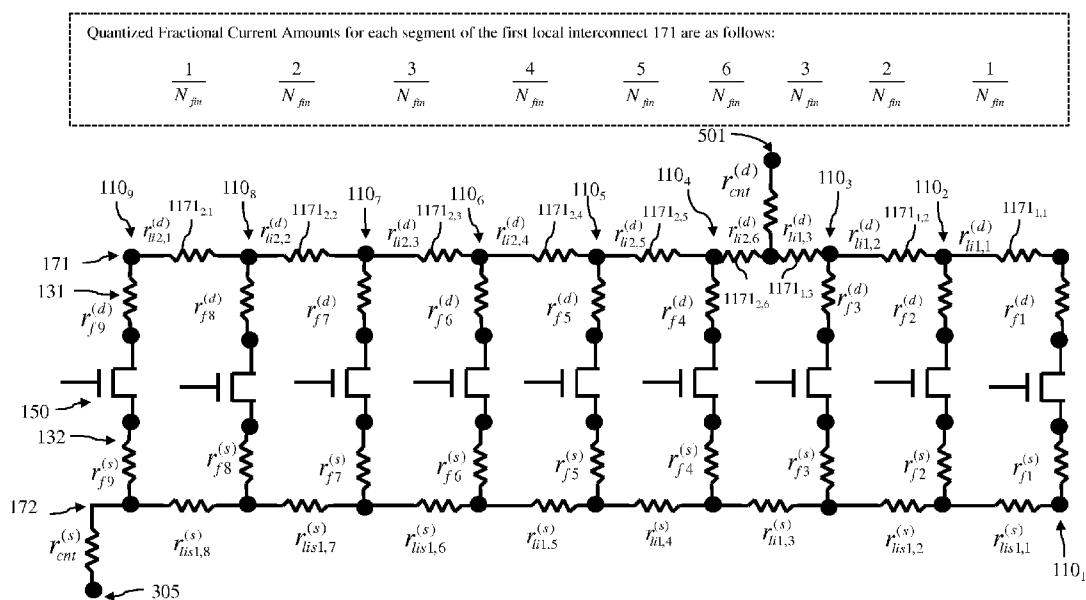 Quantized Fractional Current Amounts for each segment of the first local interconnect 171 are as follows:
1/N_fin 2/N_fin 3/N_fin 4/N_fin 5/N_fin 6/N_fin 3/N_fin 2/N_fin 1/N_fin
501
110_9 1171_2.1 110_8 1171_2.2 110_7 1171_2,3 110_6 1171_2,4 110_5 1171_2,5 110_4 r_cnt^(d) 110_3 1171_1,2 110_2 1171_1,1
r_li2,1^(d) r_li2,2^(d) r_li2.3^(d) r_li2.4^(d) r_li2.5^(d) r_li2.6^(d) r_li1,3^(d) r_li1,2^(d) r_li1,1^(d)
171
131
1171_2,6 1171_1,3
r_f9^(d) r_f8^(d) r_f7^(d) r_f6^(d) r_f5^(d) r_f4^(d) r_f3^(d) r_f2^(d) r_f1^(d)
150
132
r_f9^(s) r_f8^(s) r_f7^(s) r_f6^(s) r_f5^(s) r_f4^(s) r_f3^(s) r_f2^(s) r_f1^(s)
172
r_cnt^(s) r_lis1,8^(s) r_lis1,7^(s) r_lis1,6^(s) r_li1.5^(s) r_li1,4^(s) r_li1,3^(s) r_lis1,2^(s) r_lis1,1^(s)
110_1
305